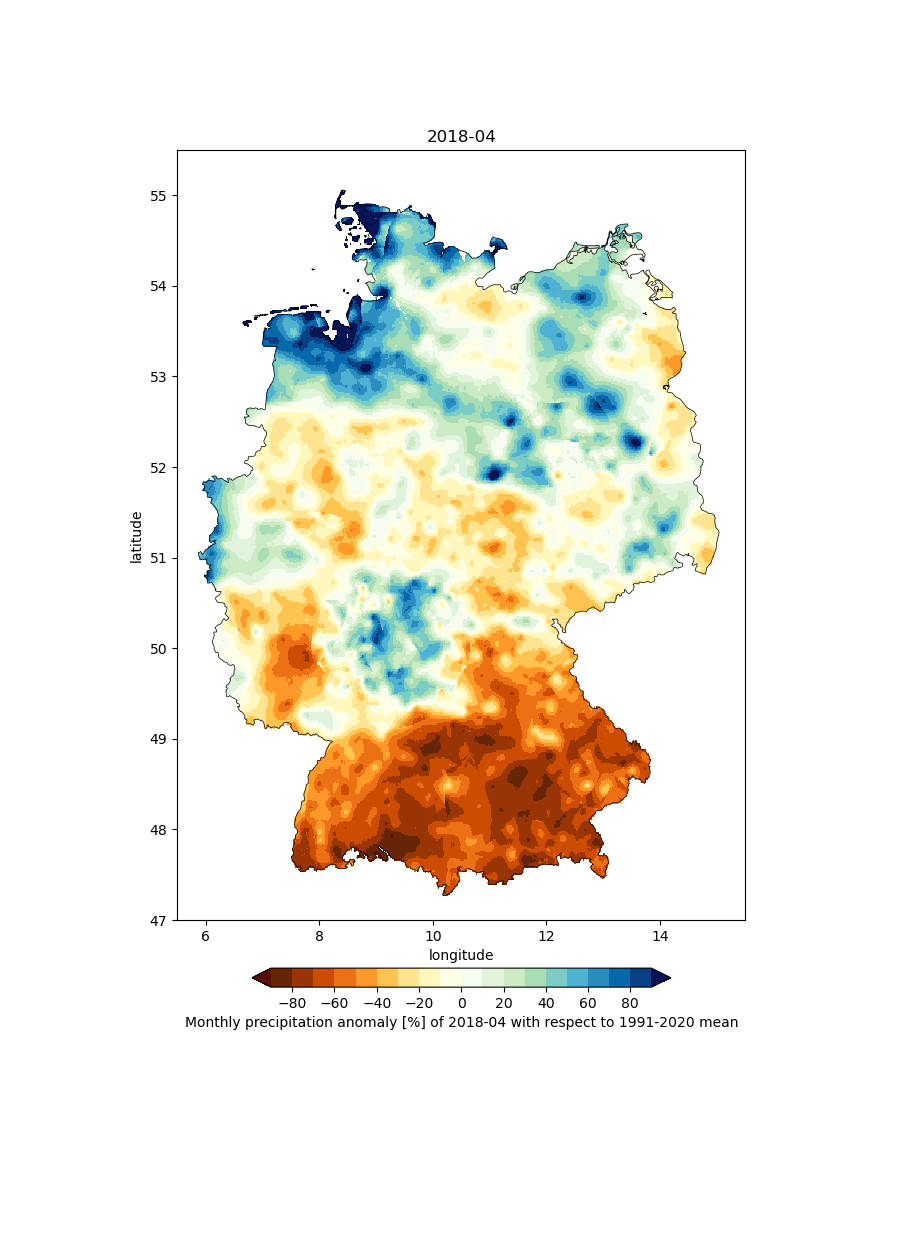 2018-04
55
54
53
52
51
50
49
48
47
latitude
6 8 10 12 14
longitude
−80 −60 −40 −20 0 20 40 60 80
Monthly precipitation anomaly [%] of 2018-04 with respect to 1991-2020 mean